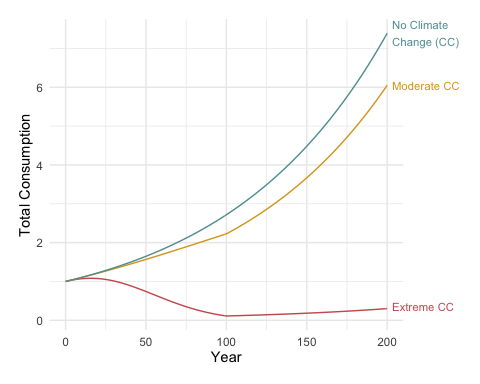 No Climate
Change (CC)
Moderate CC
Extreme CC
Total Consumption
6
4
2
0
0 50 100 150 200
Year